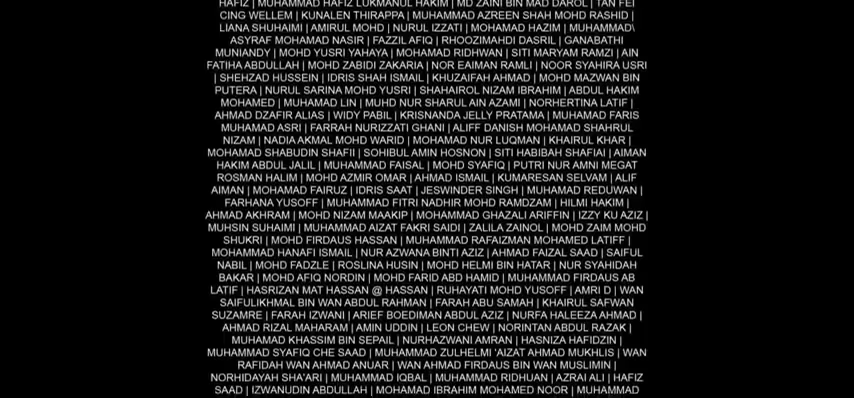 HAFIZ | MUHAMMAD HAFIZ LUKMANUL HAKIM | MD ZAINI BIN MAD DAROL | TAN FEI
CING WELLEM | KUNALEN THIRAPPA | MUHAMMAD AZREEN SHAH MOHD RASHID |
LIANA SHUHAIMI | AMIRUL MOHD | NURUL IZZATI | MOHAMAD HAZIM | MUHAMMAD\
ASYRAF MOHAMAD NASIR | FAZZIL AFIQ | RHOOZIMAHDI DASRIL | GANABATHI
MUNIANDY | MOHD YUSRI YAHAYA | MOHAMAD RIDHWAN | SITI MARYAM RAMZI | AIN
FATIHA ABDULLAH | MOHD ZABIDI ZAKARIA | NOR EAIMAN RAMLI | NOOR SYAHIRA USRI
| SHEHZAD HUSSEIN | IDRIS SHAH ISMAIL | KHUZAIFAH AHMAD | MOHD MAZWAN BIN
PUTERA | NURUL SARINA MOHD YUSRI | SHAHAIROL NIZAM IBRAHIM | ABDUL HAKIM
MOHAMED | MUHAMAD LIN | MUHD NUR SHARUL AIN AZAMI | NORHERTINA LATIF |
AHMAD DZAFIR ALIAS | WIDY PABIL | KRISNANDA JELLY PRATAMA | MUHAMAD FARIS
MUHAMAD ASRI | FARRAH NURIZZATI GHANI | ALIFF DANISH MOHAMAD SHAHRUL
NIZAM | NADIA AKMAL MOHD WARID | MOHAMAD NUR LUQMAN | KHAIRUL KHAR |
MOHAMAD SHABUDIN SHAFII | SOHIBUL AMIN HOSNON | SITI HABIBAH SHAFIAI | AIMAN
HAKIM ABDUL JALIL | MUHAMMAD FAISAL | MOHD SYAFIQ | PUTRI NUR AMNI MEGAT
ROSMAN HALIM | MOHD AZMIR OMAR | AHMAD ISMAIL | KUMARESAN SELVAM | ALIF
AIMAN | MOHAMAD FAIRUZ | IDRIS SAAT | JESWINDER SINGH | MUHAMAD REDUWAN |
FARHANA YUSOFF | MUHAMMAD FITRI NADHIR MOHD RAMDZAM | HILMI HAKIM |
AHMAD AKHRAM | MOHD NIZAM MAAKIP | MOHAMMAD GHAZALI ARIFFIN | IZZY KU AZIZ |
MUHSIN SUHAIMI | MUHAMMAD AIZAT FAKRI SAIDI | ZALILA ZAINOL | MOHD ZAIM MOHD
SHUKRI | MOHD FIRDAUS HASSAN | MUHAMMAD RAFAIZMAN MOHAMED LATIFF |
MOHAMMAD HANAFI ISMAIL | NUR AZWANA BINTI AZIZ | AHMAD FAIZAL SAAD | SAIFUL
NABIL | MOHD FADZLE | ROSLINA HUSIN | MOHD HELMI BIN HATAR | NUR SYAHIDAH
BAKAR | MOHD AFIQ NORDIN | MOHD FARID ABD HAMID | MUHAMMAD FIRDAUS AB
LATIF | HASRIZAN MAT HASSAN @ HASSAN | RUHAYATI MOHD YUSOFF | AMRI D | WAN
SAIFULIKHMAL BIN WAN ABDUL RAHMAN | FARAH ABU SAMAH | KHAIRUL SAFWAN
SUZAMRE | FARAH IZWANI | ARIEF BOEDIMAN ABDUL AZIZ | NURFA HALEEZA AHMAD |
AHMAD RIZAL MAHARAM | AMIN UDDIN | LEON CHEW | NORINTAN ABDUL RAZAK |
MUHAMAD KHASSIM BIN SEPAIL | NURHAZWANI AMRAN | HASNIZA HAFIDZIN |
MUHAMMAD SYAFIQ CHE SAAD | MUHAMMAD ZULHELMI 'AIZAT AHMAD MUKHLIS | WAN
RAFIDAH WAN AHMAD ANUAR | WAN AHMAD FIRDAUS BIN WAN MUSLIMIN |
NORHIDAYAH SHA'ARI | MUHAMMAD IQBAL | MUHAMMAD RIDHUAN | AZRAI ALI | HAFIZ
SAAD | IZWANUDIN ABDULLAH | MOHAMAD IBRAHIM MOHAMED NOOR | MUHAMMAD